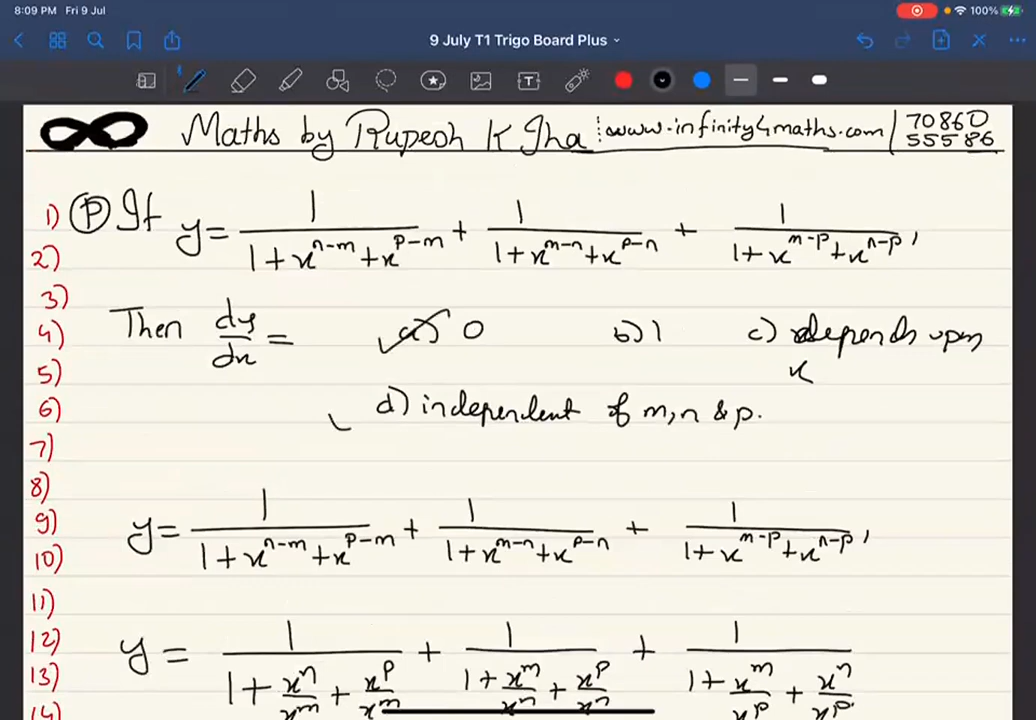 8:09 PM Fri 9 Jul 100%
9 July T1 Trigo Board Plus
Maths by Rupesh K Jha www.infinity4maths.com / 70860 55586
1) (P) If y = 1/(1+x^(n-m)+x^(p-m)) + 1/(1+x^(m-n)+x^(p-n)) + 1/(1+x^(m-p)+x^(n-p)),
2)
3)
4) Then dy/dx = a) 0 b) 1 c) depends upon
5) x
6) d) independent of m, n & p.
7)
8)
9) y = 1/(1+x^(n-m)+x^(p-m)) + 1/(1+x^(m-n)+x^(p-n)) + 1/(1+x^(m-p)+x^(n-p)),
10)
11)
12) y = 1/(1+x^n/x^m+x^p/x^m) + 1/(1+x^m/x^n+x^p/x^n) + 1/(1+x^m/x^p+x^n/x^p)
13)
14)